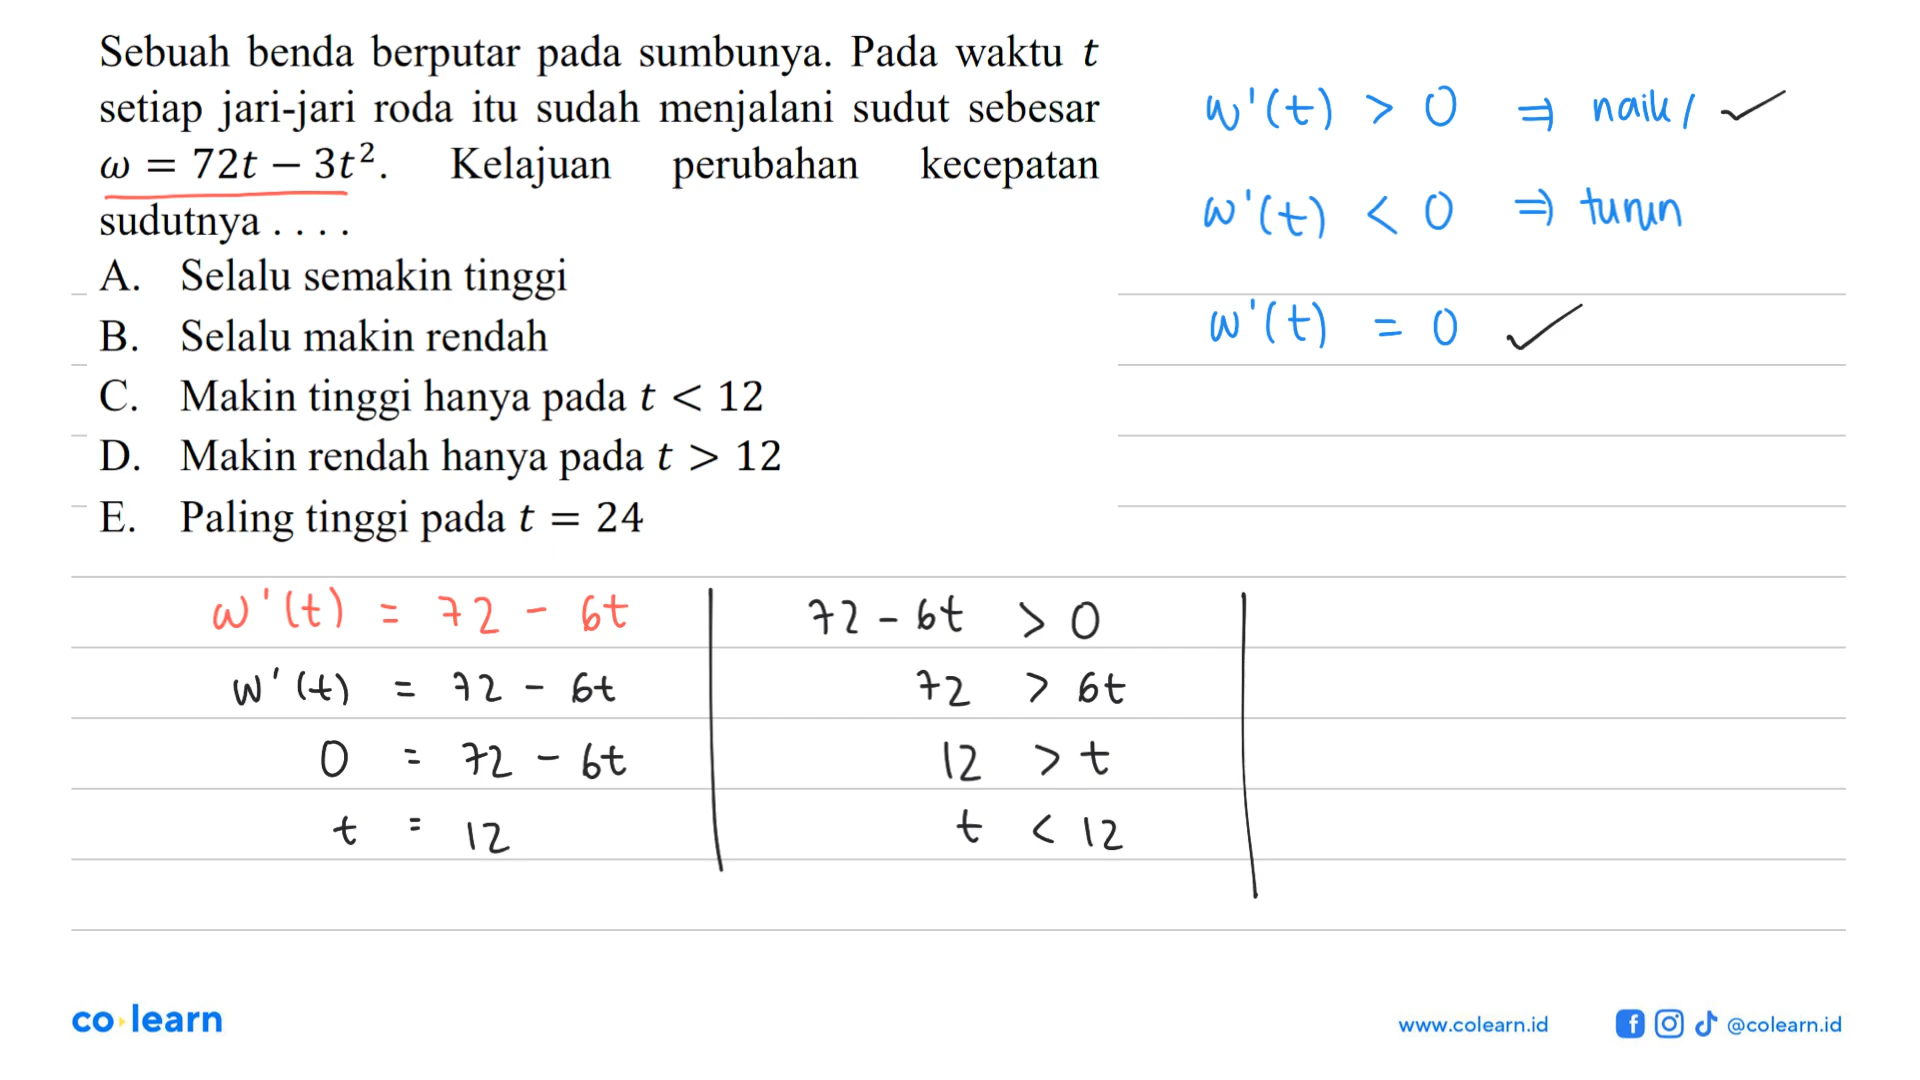 Sebuah benda berputar pada sumbunya. Pada waktu t
setiap jari-jari roda itu sudah menjalani sudut sebesar
ω = 72t − 3t². Kelajuan perubahan kecepatan
sudutnya . . . .
A. Selalu semakin tinggi
B. Selalu makin rendah
C. Makin tinggi hanya pada t < 12
D. Makin rendah hanya pada t > 12
E. Paling tinggi pada t = 24
w'(t) > 0 ⇒ naik / ✓
w'(t) < 0 ⇒ turun
w'(t) = 0 ✓
w'(t) = 72 - 6t
w'(t) = 72 - 6t
0 = 72 - 6t
t = 12
72 - 6t > 0
72 > 6t
12 > t
t < 12
co learn
www.colearn.id
@colearn.id